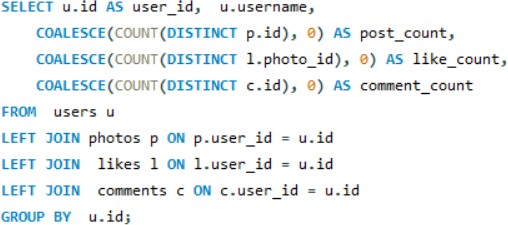 SELECT u.id AS user_id, u.username,
COALESCE(COUNT(DISTINCT p.id), 0) AS post_count,
COALESCE(COUNT(DISTINCT l.photo_id), 0) AS like_count,
COALESCE(COUNT(DISTINCT c.id), 0) AS comment_count
FROM users u
LEFT JOIN photos p ON p.user_id = u.id
LEFT JOIN likes l ON l.user_id = u.id
LEFT JOIN comments c ON c.user_id = u.id
GROUP BY u.id;